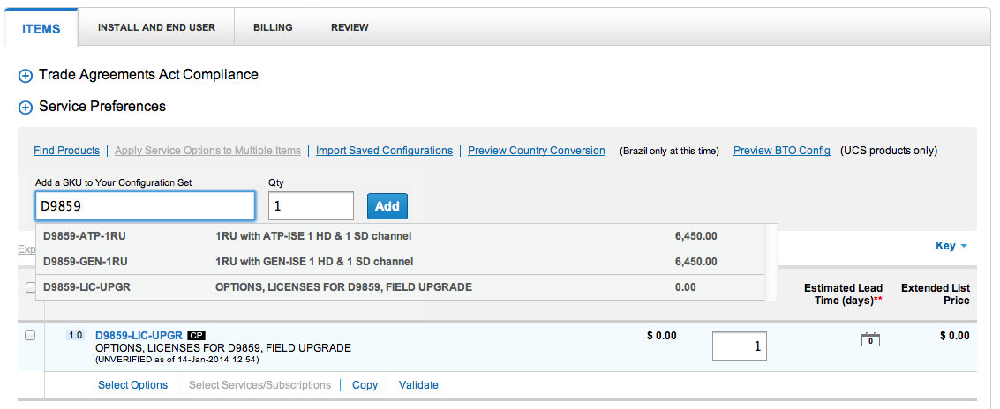 ITEMS INSTALL AND END USER BILLING REVIEW
Trade Agreements Act Compliance
Service Preferences
Find Products | Apply Service Options to Multiple Items | Import Saved Configurations | Preview Country Conversion (Brazil only at this time) | Preview BTO Config (UCS products only)
Add a SKU to Your Configuration Set Qty
D9859 1 Add
D9859-ATP-1RU 1RU with ATP-ISE 1 HD & 1 SD channel 6,450.00
Exp Key
D9859-GEN-1RU 1RU with GEN-ISE 1 HD & 1 SD channel 6,450.00
D9859-LIC-UPGR OPTIONS, LICENSES FOR D9859, FIELD UPGRADE 0.00
Estimated Lead Time (days)** Extended List Price
1.0 D9859-LIC-UPGR CP $ 0.00 1 0 $ 0.00
OPTIONS, LICENSES FOR D9859, FIELD UPGRADE
(UNVERIFIED as of 14-Jan-2014 12:54)
Select Options | Select Services/Subscriptions | Copy | Validate